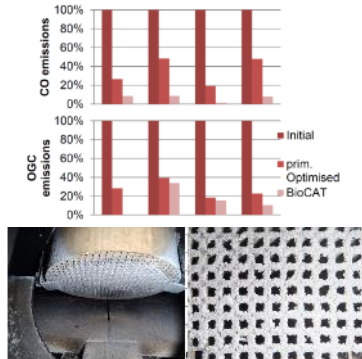 CO emissions
100%
80%
60%
40%
20%
0%
OGC
emissions
100%
80%
60%
40%
20%
0%
Initial
prim.
Optimised
BioCAT